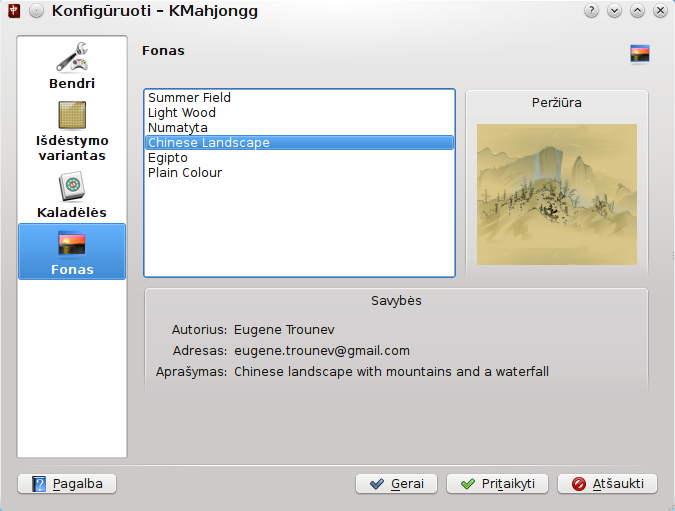 Konfigūruoti – KMahjongg
Bendri
Išdėstymo
variantas
Kaladėlės
Fonas
Fonas
Summer Field
Light Wood
Numatyta
Chinese Landscape
Egipto
Plain Colour
Peržiūra
Savybės
Autorius: Eugene Trounev
Adresas: eugene.trounev@gmail.com
Aprašymas: Chinese landscape with mountains and a waterfall
Pagalba
Gerai
Pritaikyti
Atšaukti